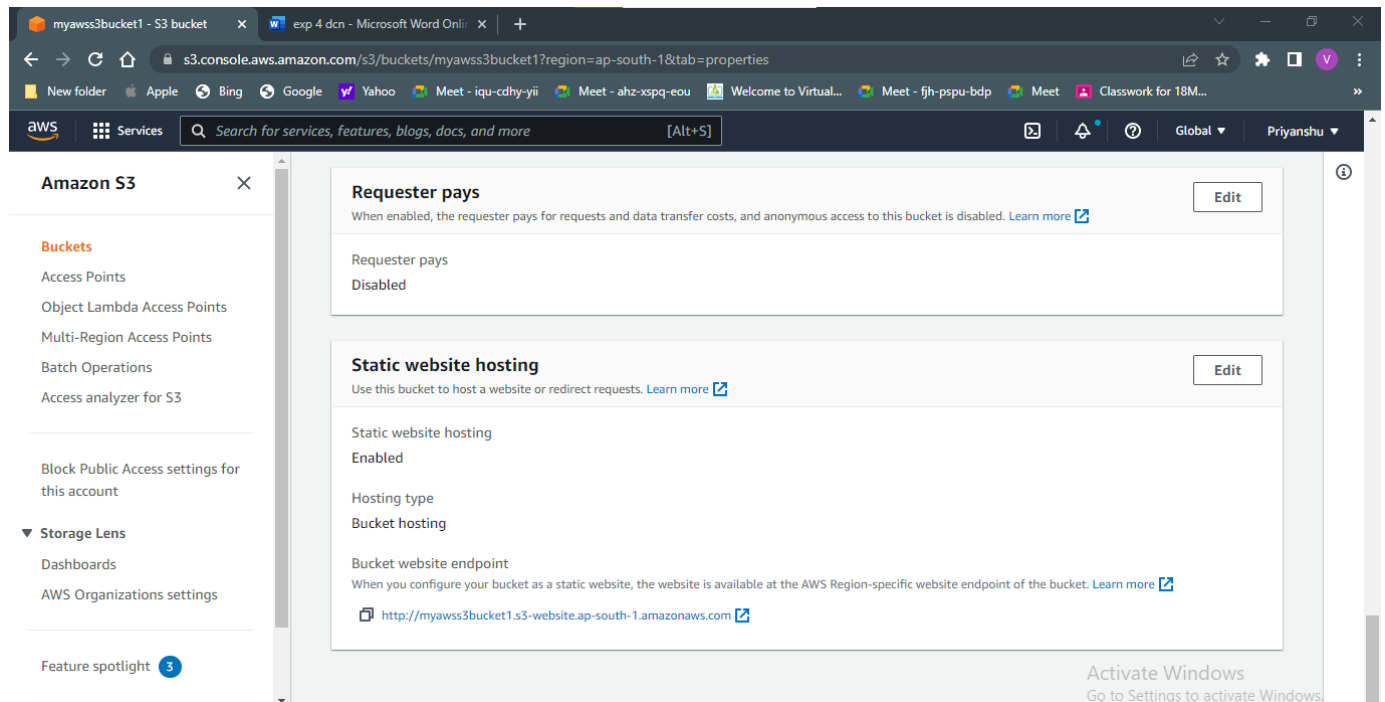 myawss3bucket1 - S3 bucket
exp 4 dcn - Microsoft Word Onlin
s3.console.aws.amazon.com/s3/buckets/myawss3bucket1?region=ap-south-1&tab=properties
V
New folder
Apple
Bing
Google
Yahoo
Meet - iqu-cdhy-yii
Meet - ahz-xspq-eou
Welcome to Virtual...
Meet - fjh-pspu-bdp
Meet
Classwork for 18M...
aws
Services
Search for services, features, blogs, docs, and more
[Alt+S]
Global
Priyanshu
Amazon S3
Buckets
Access Points
Object Lambda Access Points
Multi-Region Access Points
Batch Operations
Access analyzer for S3
Block Public Access settings for
this account
Storage Lens
Dashboards
AWS Organizations settings
Feature spotlight 3
Requester pays
Edit
When enabled, the requester pays for requests and data transfer costs, and anonymous access to this bucket is disabled. Learn more
Requester pays
Disabled
Static website hosting
Edit
Use this bucket to host a website or redirect requests. Learn more
Static website hosting
Enabled
Hosting type
Bucket hosting
Bucket website endpoint
When you configure your bucket as a static website, the website is available at the AWS Region-specific website endpoint of the bucket. Learn more
http://myawss3bucket1.s3-website.ap-south-1.amazonaws.com
Activate Windows
Go to Settings to activate Windows.